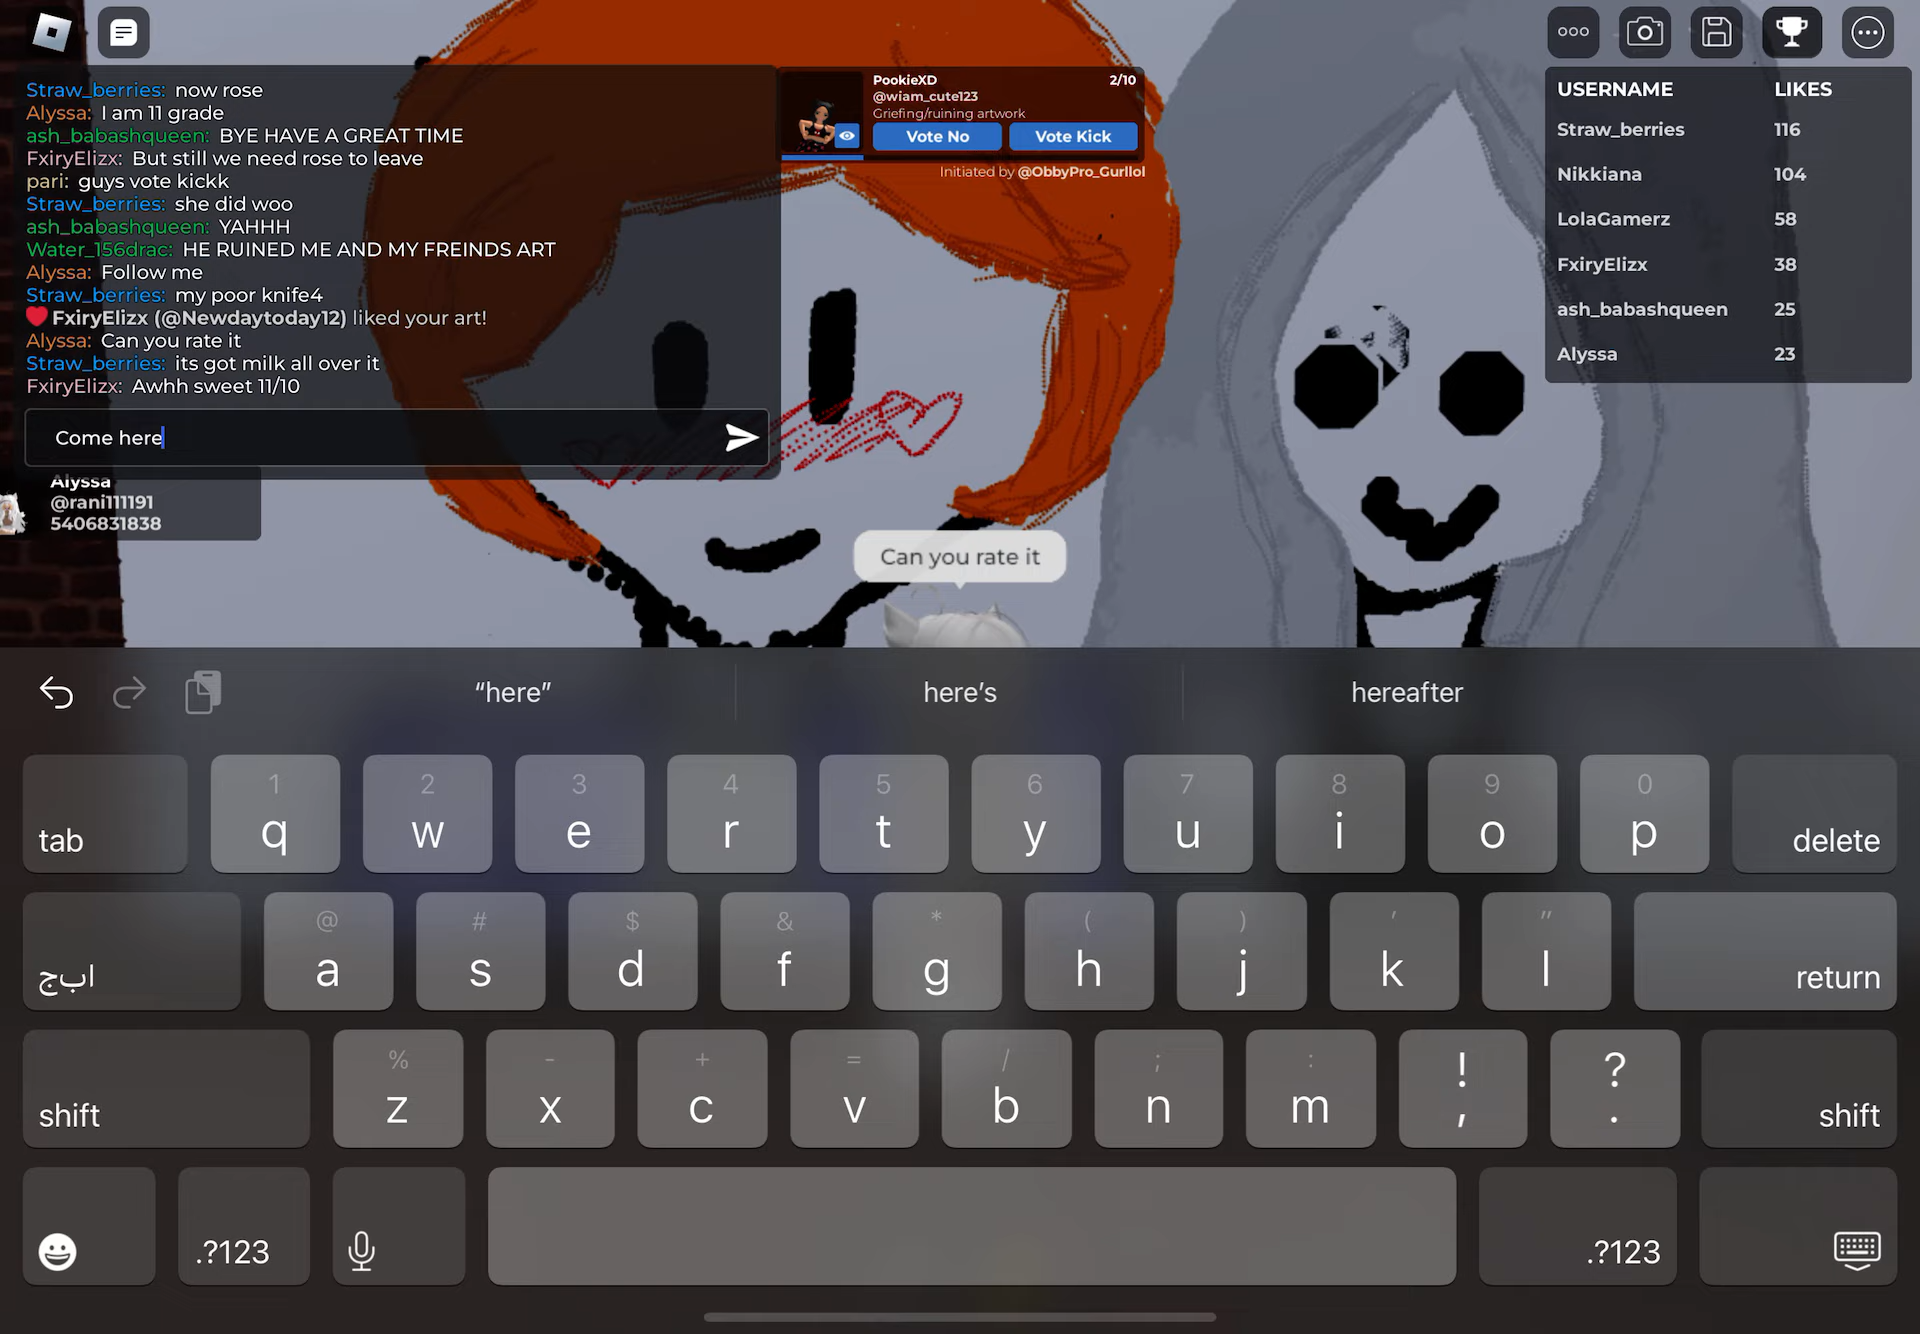 Straw_berries: now rose
Alyssa: I am 11 grade
ash_babashqueen: BYE HAVE A GREAT TIME
FxiryElizx: But still we need rose to leave
pari: guys vote kickk
Straw_berries: she did woo
ash_babashqueen: YAHHH
Water_156drac: HE RUINED ME AND MY FREINDS ART
Alyssa: Follow me
Straw_berries: my poor knife4
FxiryElizx (@Newdaytoday12) liked your art!
Alyssa: Can you rate it
Straw_berries: its got milk all over it
FxiryElizx: Awhh sweet 11/10
Come here
Alyssa
@rani111191
5406831838
PookieXD 2/10
@wiam_cute123
Griefing/ruining artwork
Vote No Vote Kick
Initiated by @ObbyPro_Gurllol
USERNAME LIKES
Straw_berries 116
Nikkiana 104
LolaGamerz 58
FxiryElizx 38
ash_babashqueen 25
Alyssa 23
Can you rate it
“here” here’s hereafter
1 2 3 4 5 6 7 8 9 0
tab q w e r t y u i o p delete
@ # $ & * ( ) ' "
ابج a s d f g h j k l return
% - + = / ; : ! ?
shift z x c v b n m , . shift
.?123 .?123